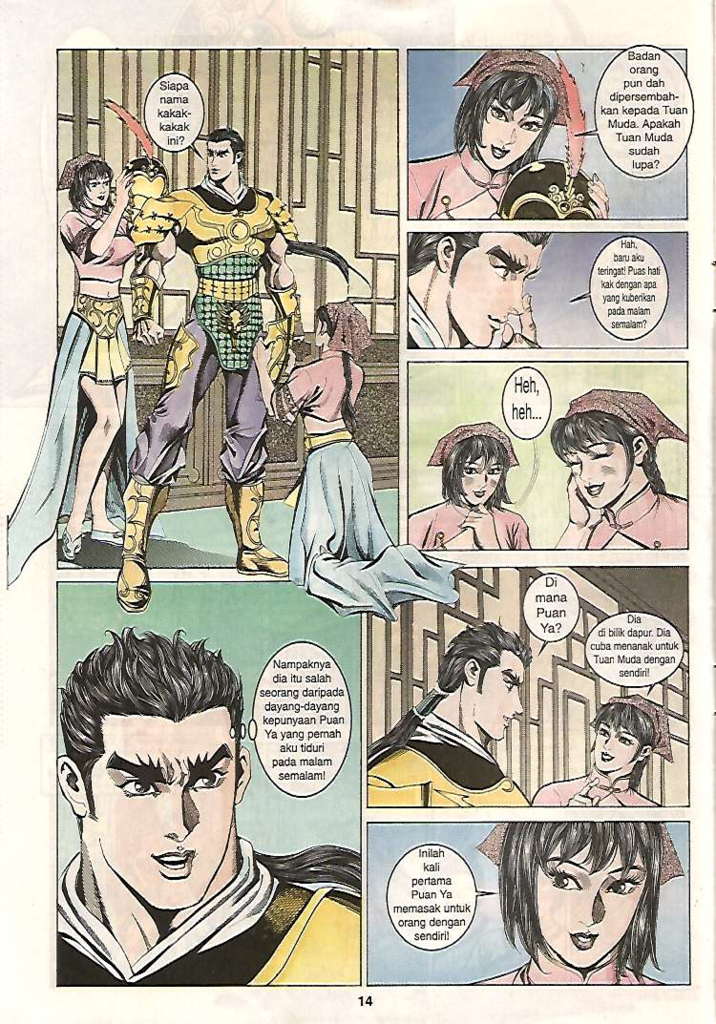 Siapa
nama
kakak-
kakak
ini?
Badan
orang
pun dah
dipersembah-
kan kepada Tuan
Muda. Apakah
Tuan Muda
sudah
lupa?
Hah,
baru aku
teringat! Puas hati
kak dengan apa
yang kuberikan
pada malam
semalam?
Heh,
heh...
Nampaknya
dia itu salah
seorang daripada
dayang-dayang
kepunyaan Puan
Ya yang pernah
aku tiduri
pada malam
semalam!
Di
mana
Puan
Ya?
Dia
di bilik dapur. Dia
cuba menanak untuk
Tuan Muda dengan
sendiri!
Inilah
kali
pertama
Puan Ya
memasak untuk
orang dengan
sendiri!
14